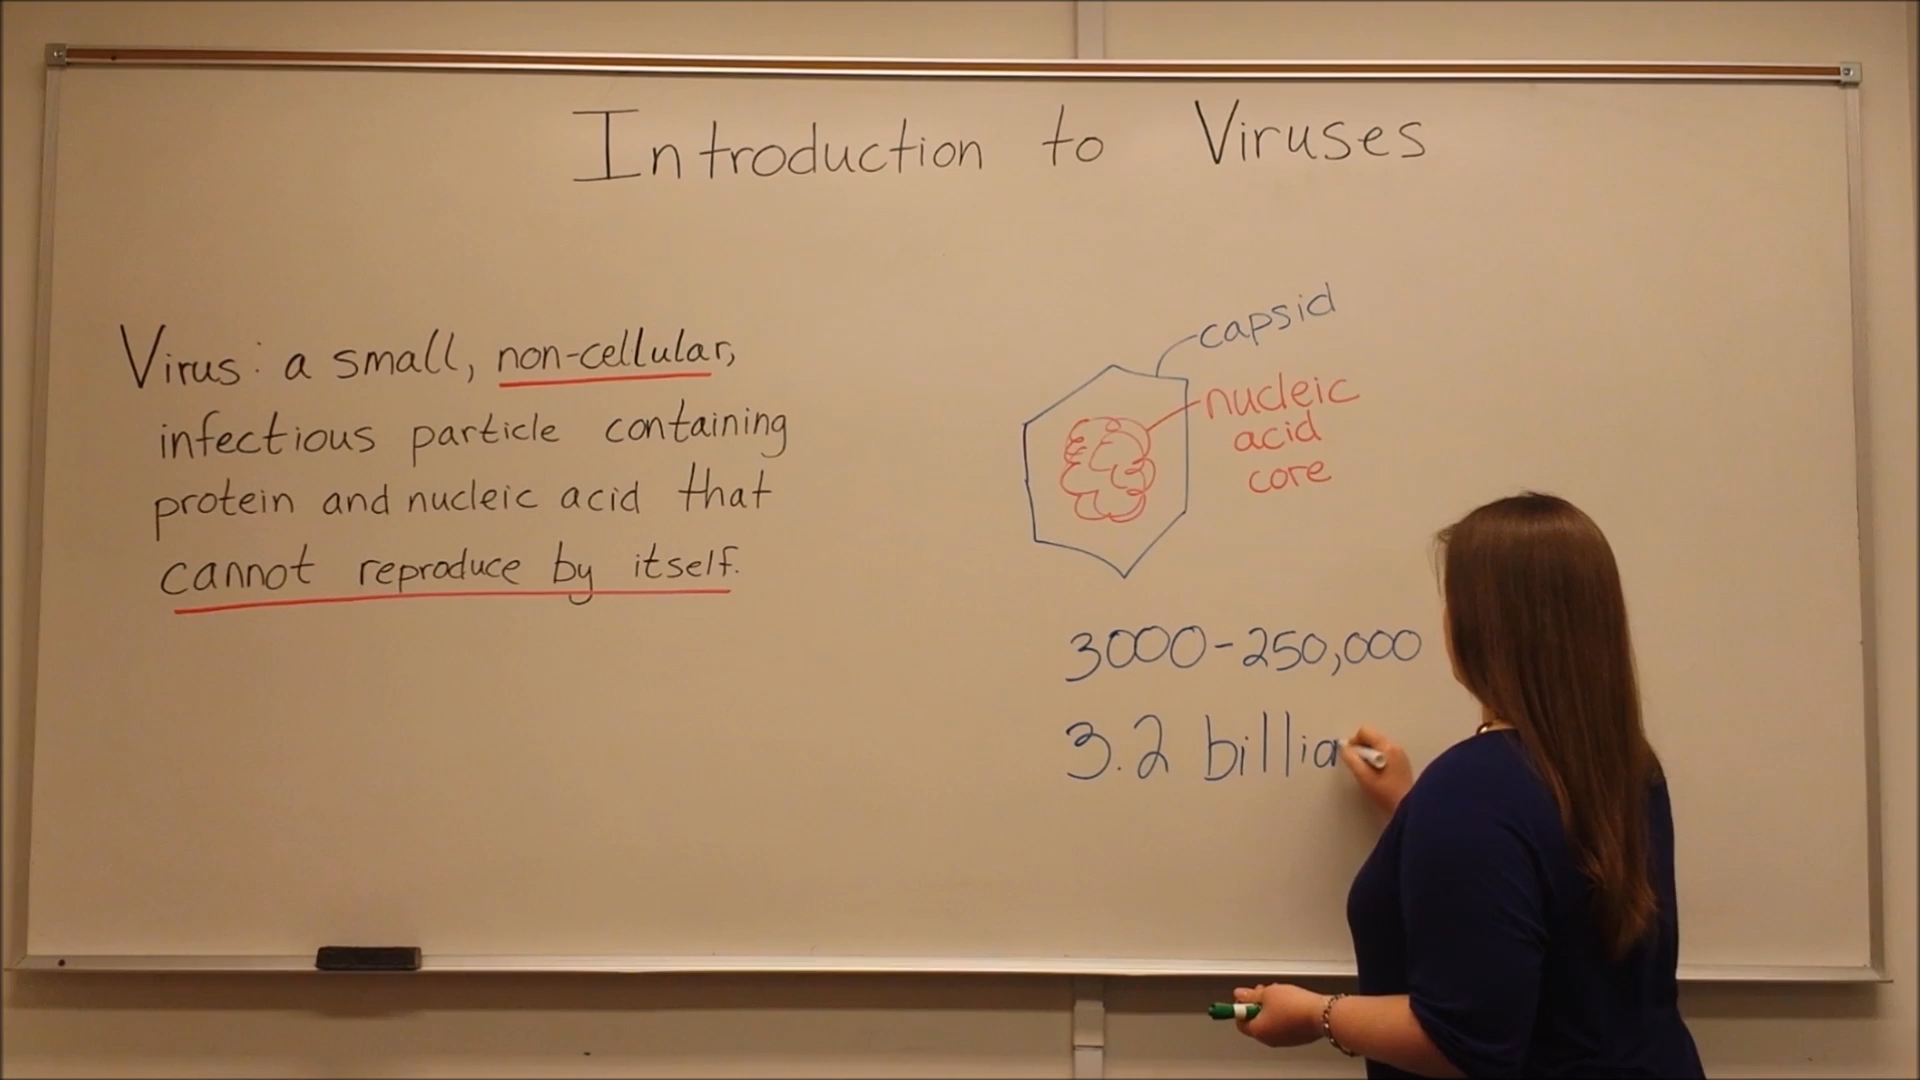 Introduction to Viruses
Virus: a small, non-cellular,
infectious particle containing
protein and nucleic acid that
cannot reproduce by itself.
capsid
nucleic
acid
core
3000-250,000
3.2 billio